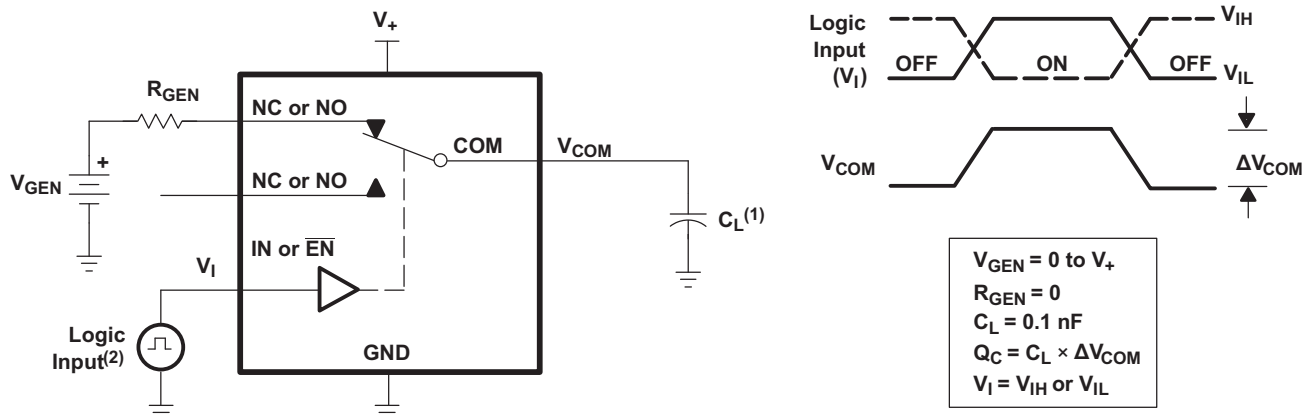 V+
RGEN
NC or NO
COM
VCOM
VGEN
+
NC or NO
CL(1)
IN or EN
VI
Logic
Input(2)
GND
Logic
Input
(VI)
VIH
OFF
ON
OFF
VIL
VCOM
ΔVCOM
VGEN = 0 to V+
RGEN = 0
CL = 0.1 nF
QC = CL × ΔVCOM
VI = VIH or VIL